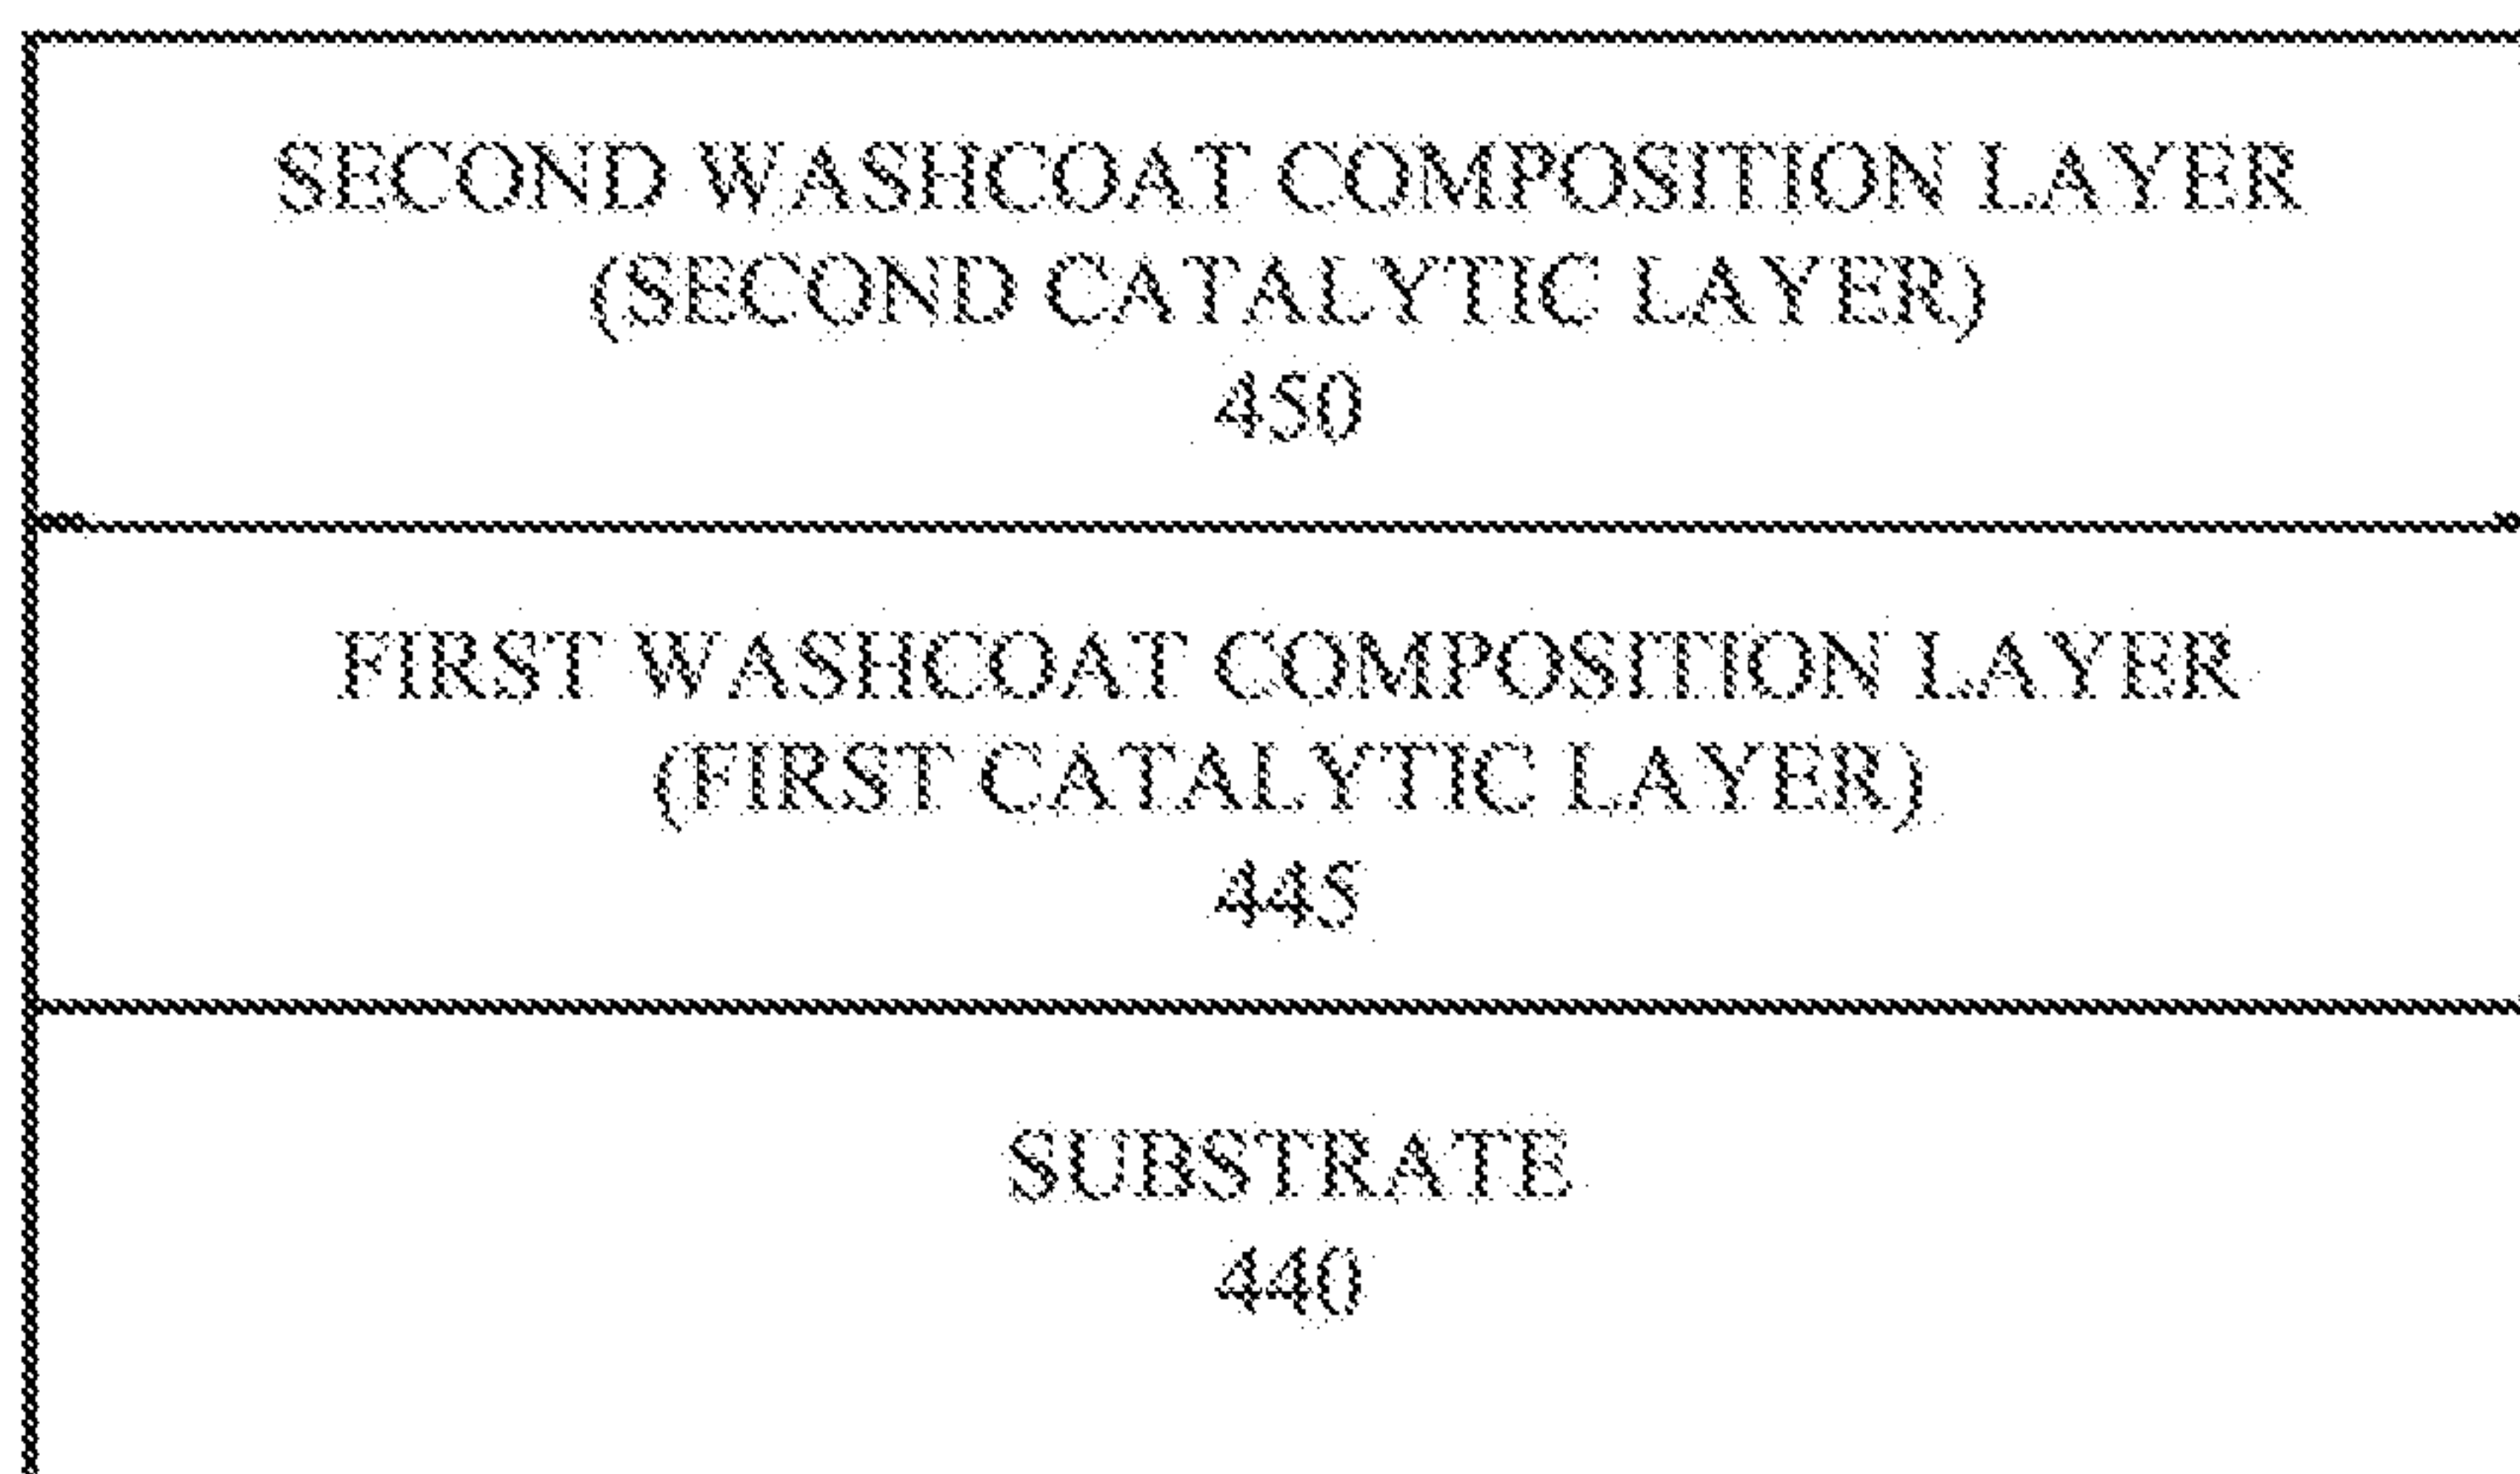 SECOND WASHCOAT COMPOSITION LAYER
(SECOND CATALYTIC LAYER)
450
FIRST WASHCOAT COMPOSITION LAYER
(FIRST CATALYTIC LAYER)
445
SUBSTRATE
440